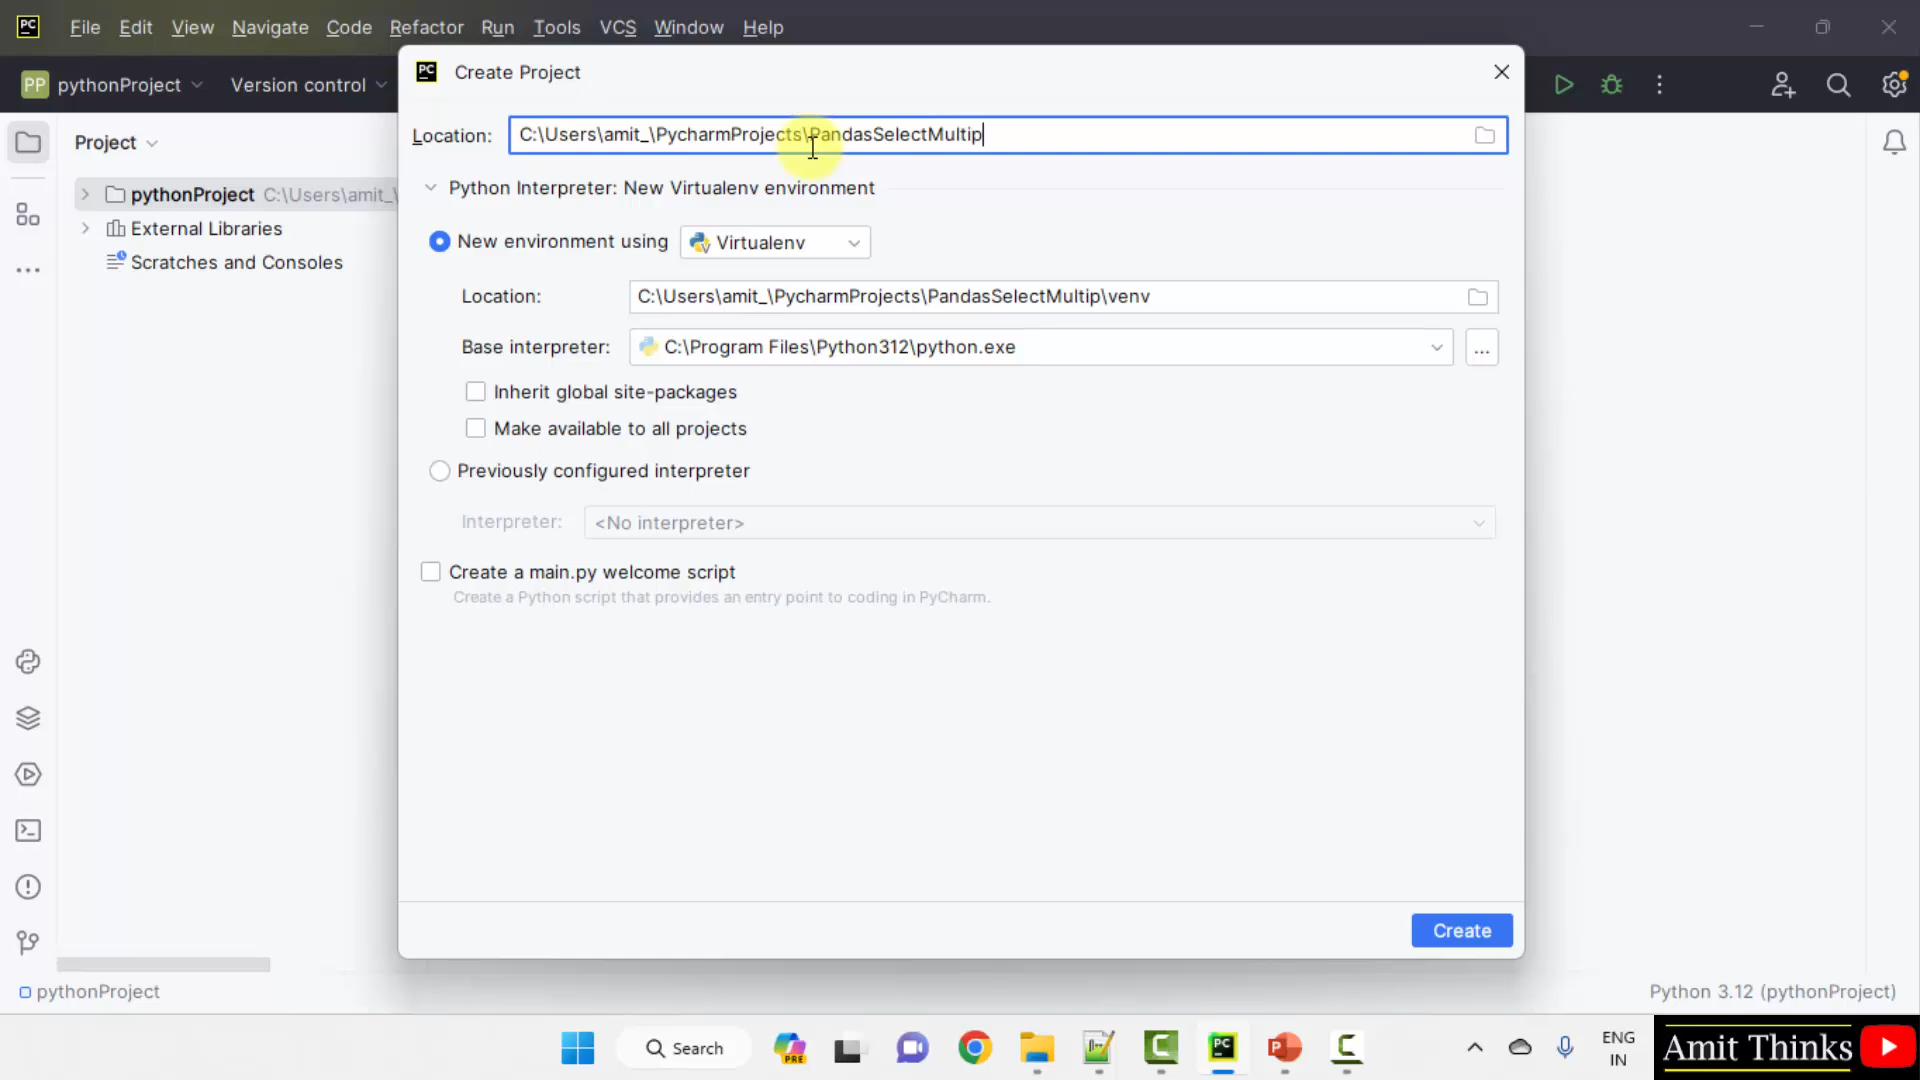 PC File Edit View Navigate Code Refactor Run Tools VCS Window Help
PP pythonProject Version control
PC Create Project
Project
Location: C:\Users\amit_\PycharmProjects\PandasSelectMultip
pythonProject C:\Users\amit_\
Python Interpreter: New Virtualenv environment
External Libraries
New environment using Virtualenv
Scratches and Consoles
Location: C:\Users\amit_\PycharmProjects\PandasSelectMultip\venv
Base interpreter: C:\Program Files\Python312\python.exe ...
Inherit global site-packages
Make available to all projects
Previously configured interpreter
Interpreter: <No interpreter>
Create a main.py welcome script
Create a Python script that provides an entry point to coding in PyCharm.
Create
pythonProject
Python 3.12 (pythonProject)
Search
PRE
PC
P
ENG
IN
Amit Thinks